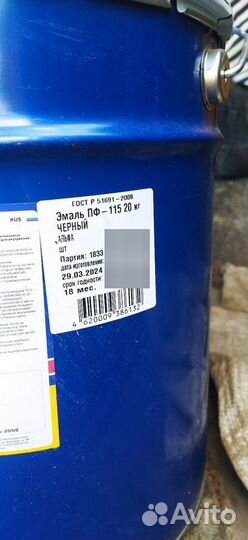 ГОСТ Р 51691-2008
Эмаль ПФ-115 20 кг
ЧЕРНЫЙ
АЛЬФА
ШТ
Партия: 1833
дата изготовления:
29.03.2024
срок годности:
18 мес.
4 620009 386132
RUS
-2008
Avito